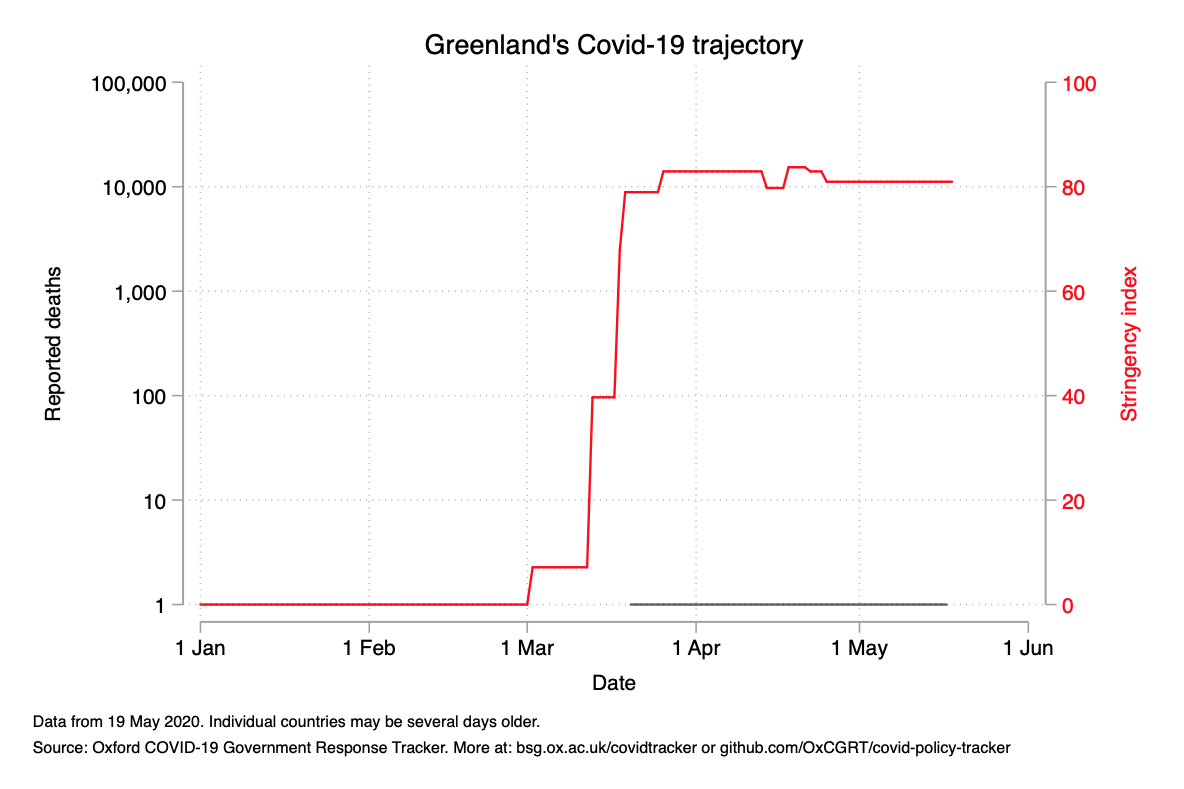 Greenland's Covid-19 trajectory
100,000
10,000
1,000
100
10
1
Reported deaths
100
80
60
40
20
0
Stringency index
1 Jan
1 Feb
1 Mar
1 Apr
1 May
1 Jun
Date
Data from 19 May 2020. Individual countries may be several days older.
Source: Oxford COVID-19 Government Response Tracker. More at: bsg.ox.ac.uk/covidtracker or github.com/OxCGRT/covid-policy-tracker